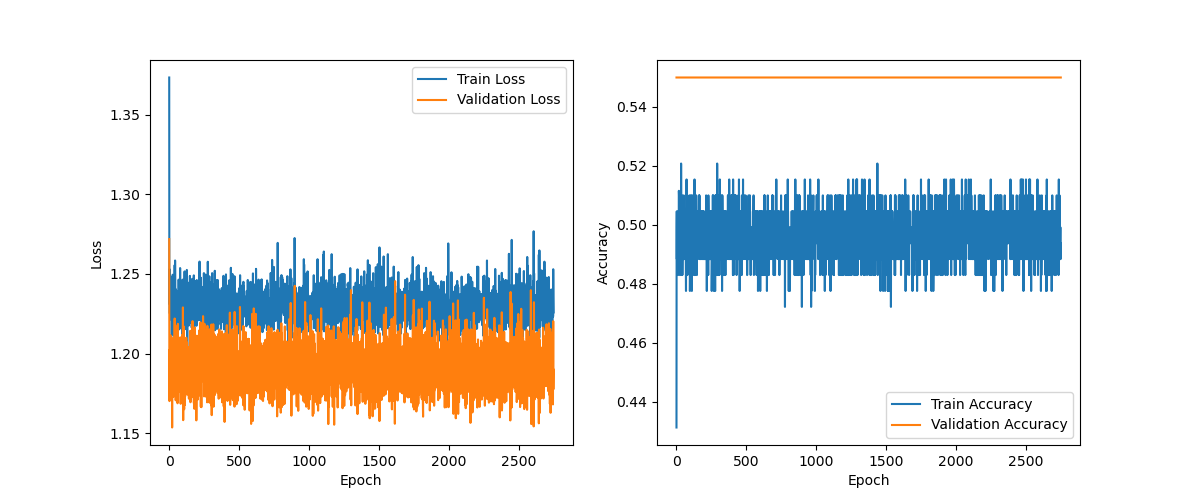 1.35
1.30
1.25
1.20
1.15
Loss
0 500 1000 1500 2000 2500
Epoch
Train Loss
Validation Loss
0.54
0.52
0.50
0.48
0.46
0.44
Accuracy
0 500 1000 1500 2000 2500
Epoch
Train Accuracy
Validation Accuracy